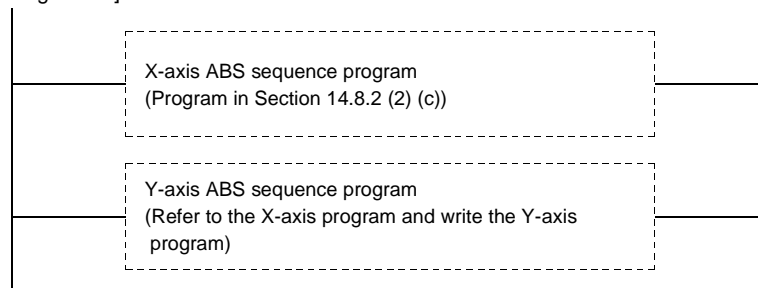 X-axis ABS sequence program
(Program in Section 14.8.2 (2) (c))
Y-axis ABS sequence program
(Refer to the X-axis program and write the Y-axis
program)